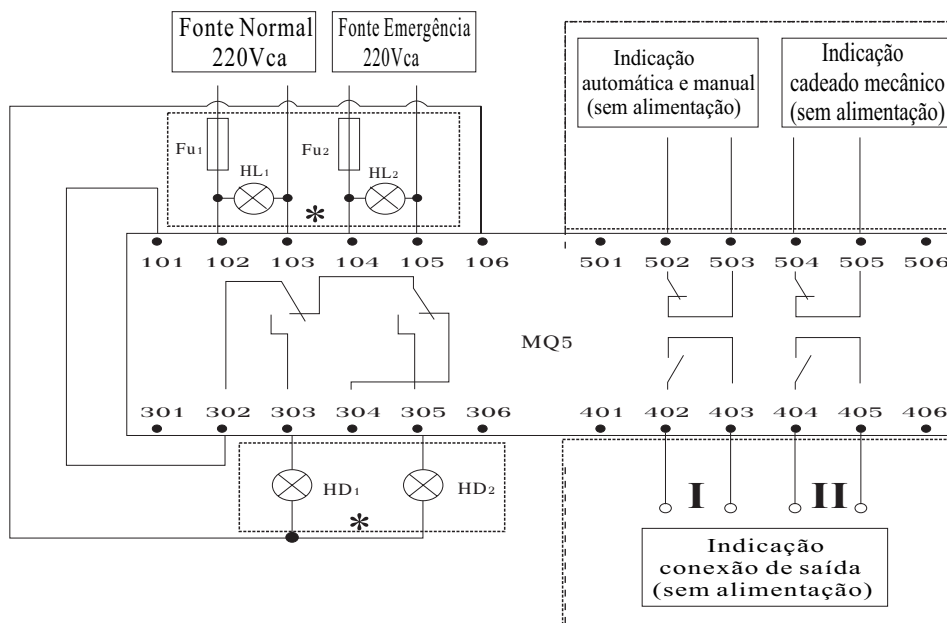 Fonte Normal
220Vca
Fonte Emergência
220Vca
Indicação
automática e manual
(sem alimentação)
Indicação
cadeado mecânico
(sem alimentação)
Fu1
Fu2
HL1
HL2
*
101 102 103 104 105 106 501 502 503 504 505 506
MQ5
301 302 303 304 305 306 401 402 403 404 405 406
HD1
HD2
*
I
II
Indicação
conexão de saída
(sem alimentação)